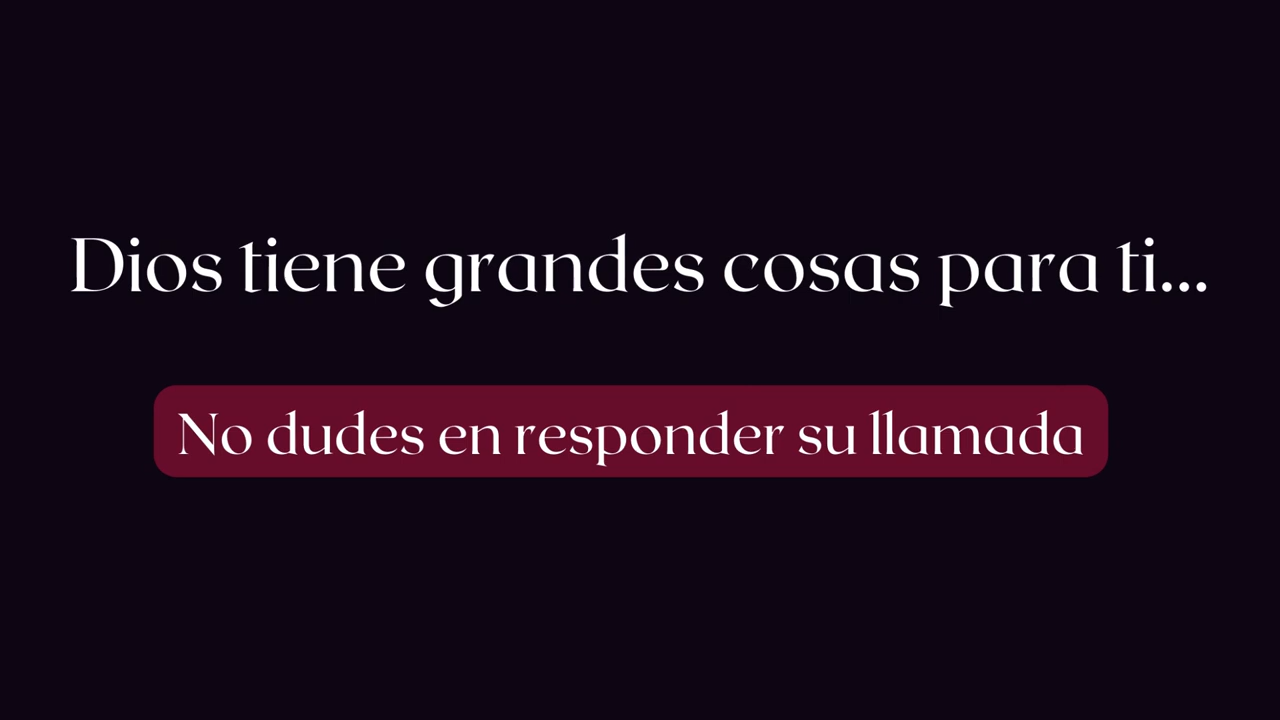 Dios tiene grandes cosas para ti...
No dudes en responder su llamada